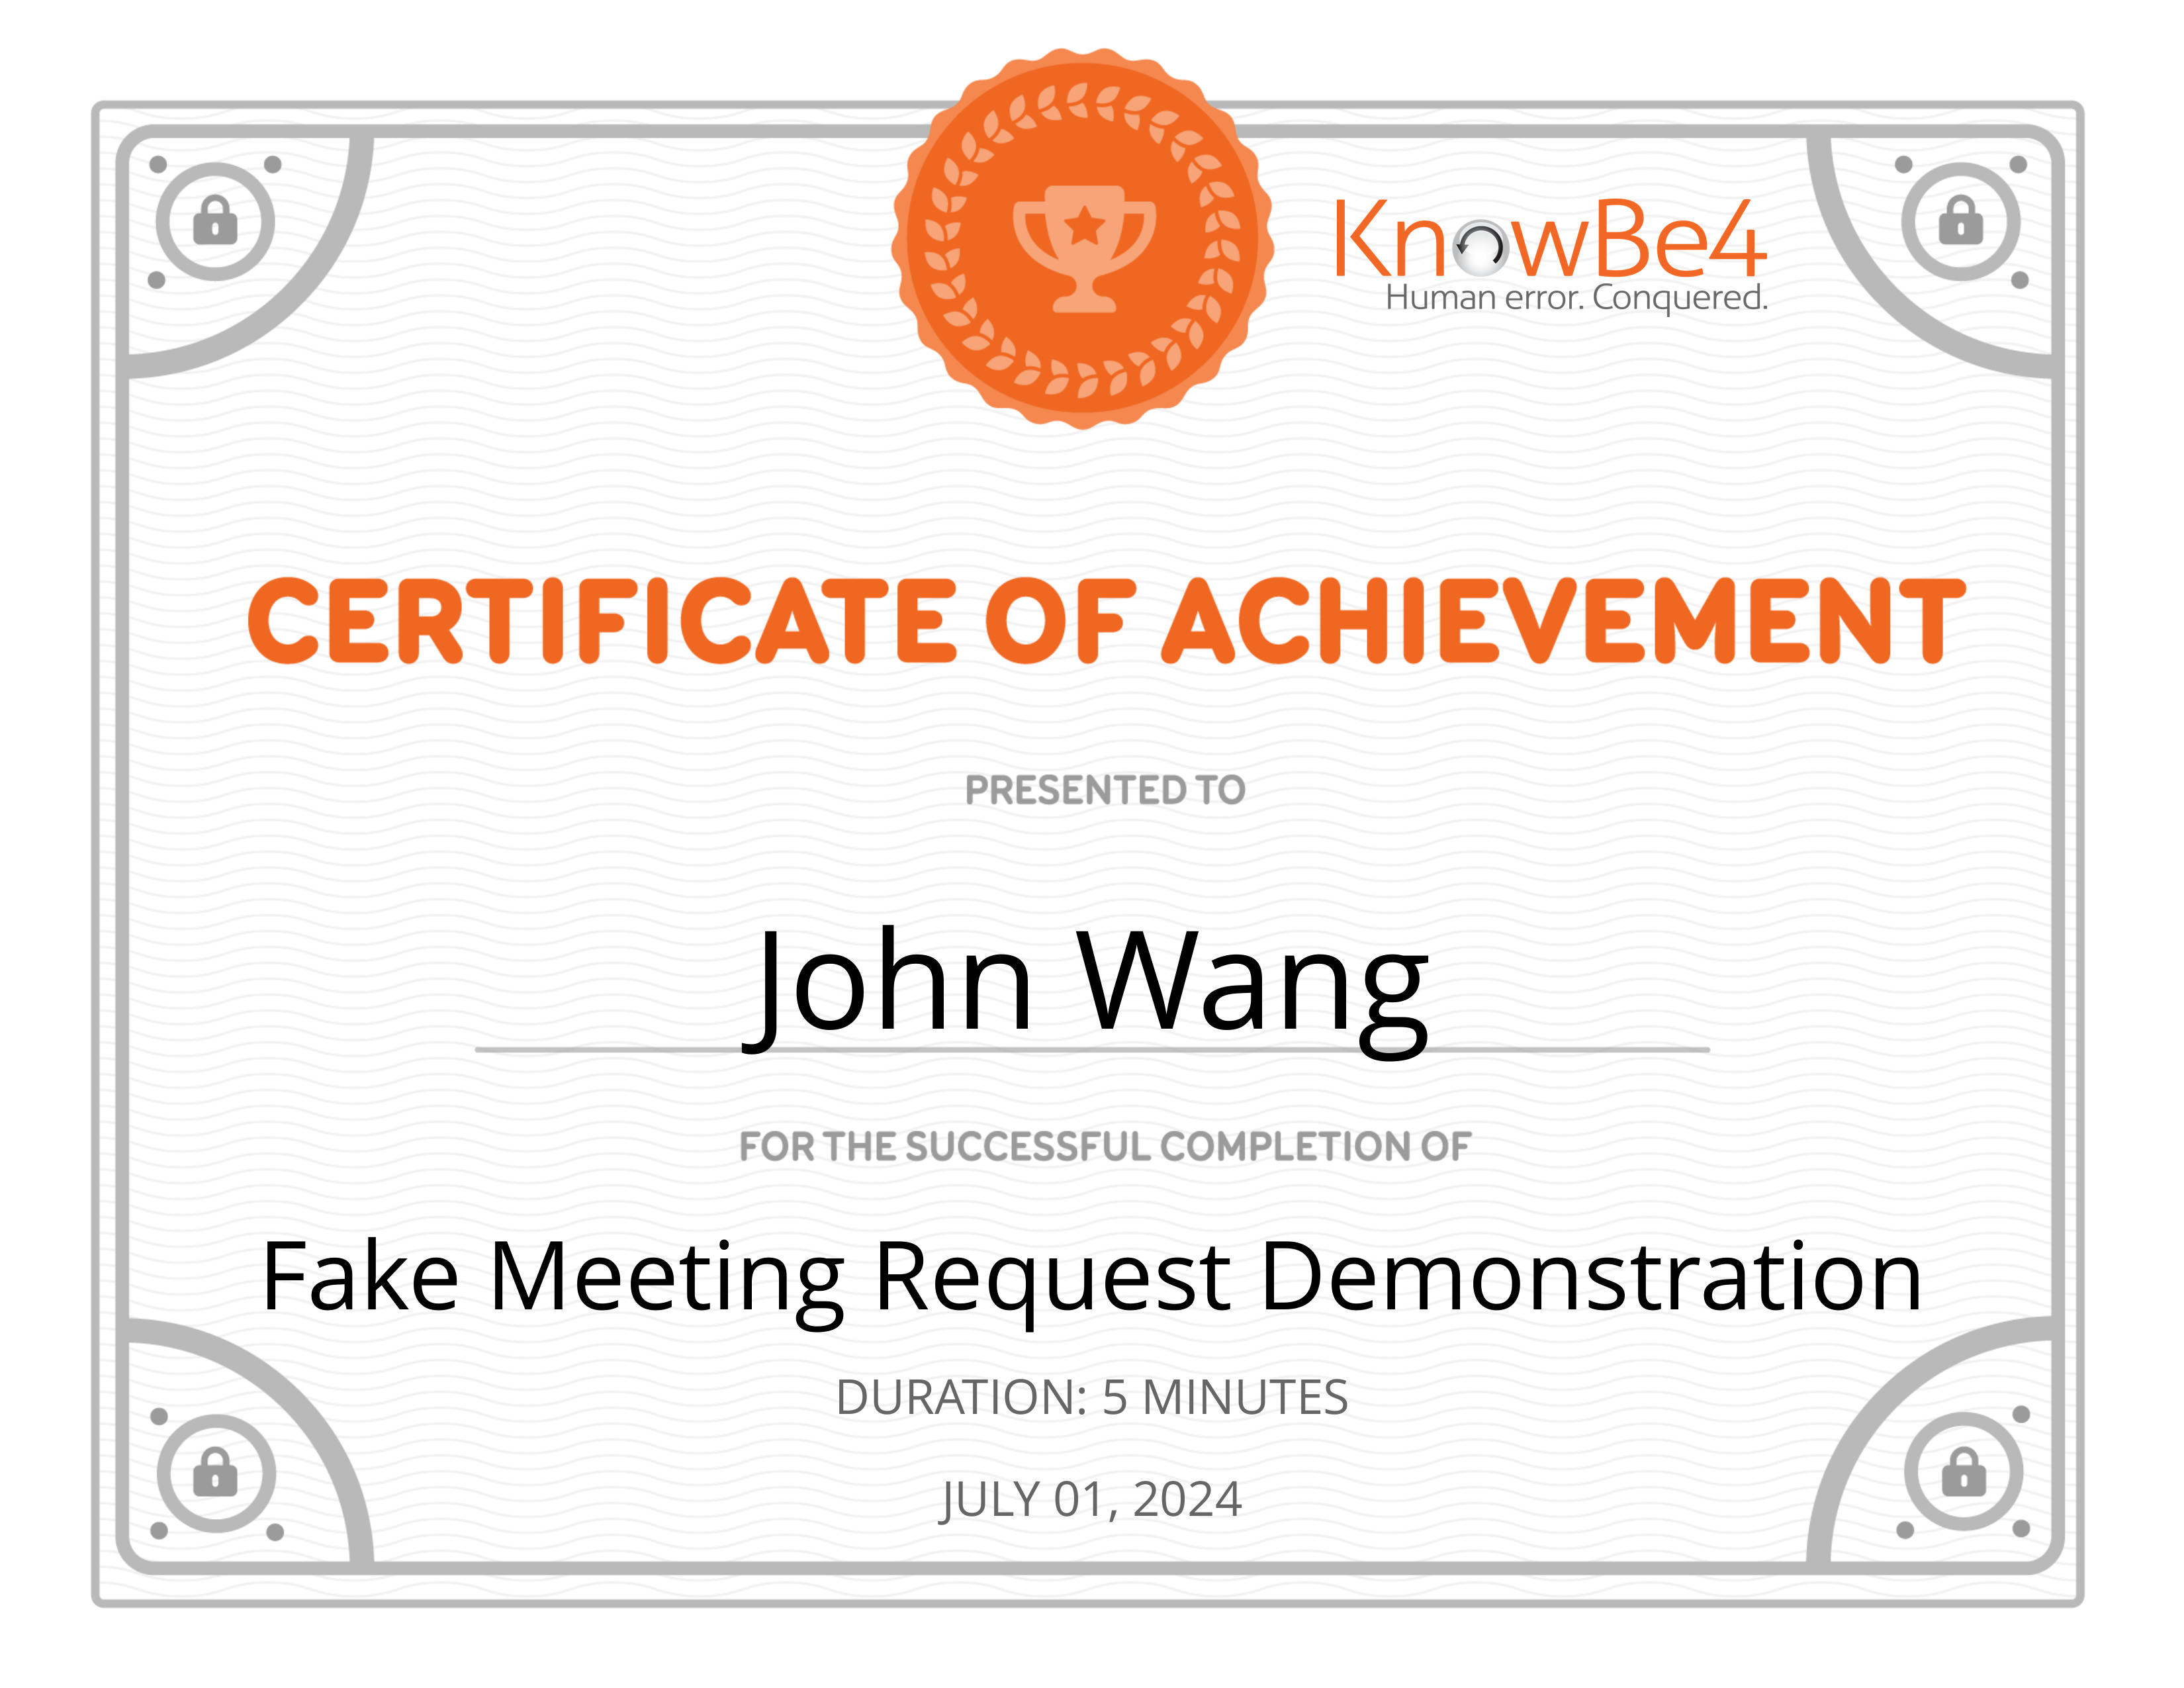 KnowBe4
Human error. Conquered.
CERTIFICATE OF ACHIEVEMENT
PRESENTED TO
John Wang
FOR THE SUCCESSFUL COMPLETION OF
Fake Meeting Request Demonstration
DURATION: 5 MINUTES
JULY 01, 2024